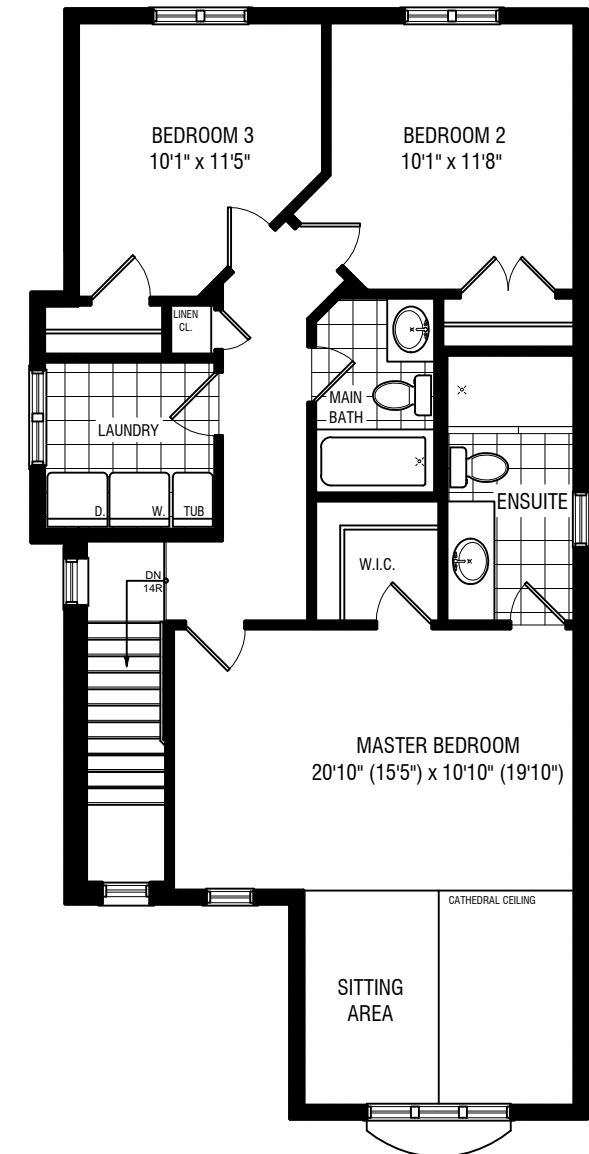 BEDROOM 3
10'1" x 11'5"
BEDROOM 2
10'1" x 11'8"
LINEN
CL.
MAIN
BATH
LAUNDRY
D.
W.
TUB
ENSUITE
W.I.C.
DN
14R
MASTER BEDROOM
20'10" (15'5") x 10'10" (19'10")
CATHEDRAL CEILING
SITTING
AREA